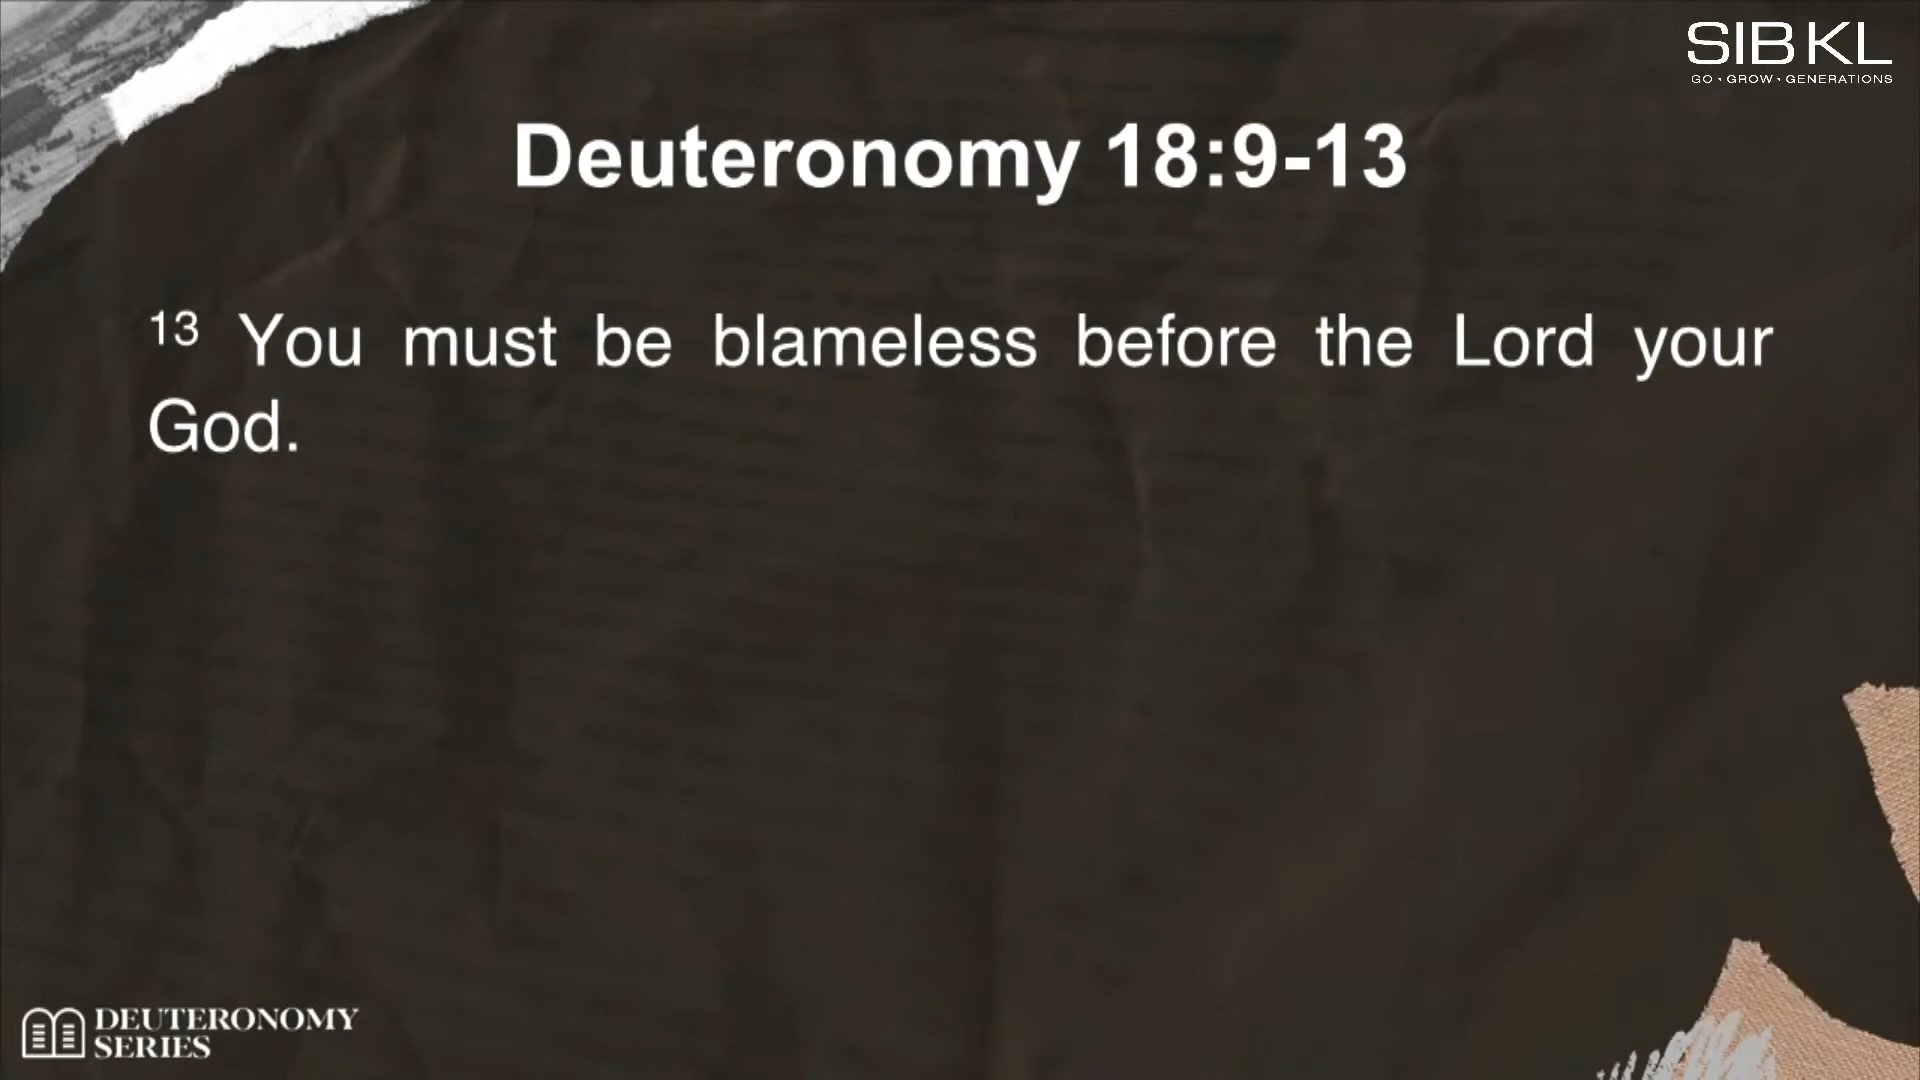 SIBKL
GO · GROW · GENERATIONS
Deuteronomy 18:9-13
13 You must be blameless before the Lord your
God.
DEUTERONOMY
SERIES